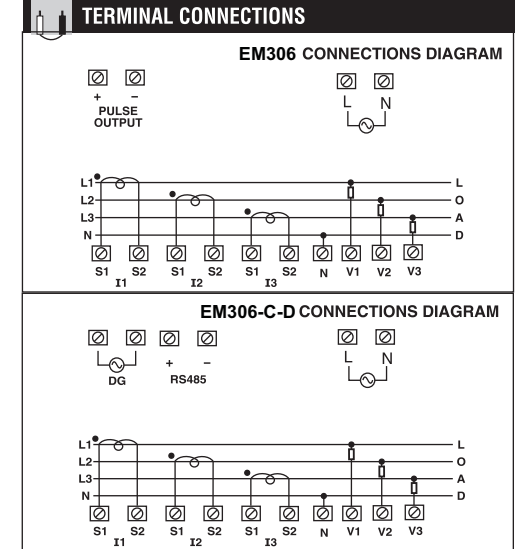 TERMINAL CONNECTIONS
EM306 CONNECTIONS DIAGRAM
+ −
PULSE
OUTPUT
L N
L1 L
L2 O
L3 A
N D
S1 S2 S1 S2 S1 S2 N V1 V2 V3
I1 I2 I3
EM306-C-D CONNECTIONS DIAGRAM
L N
+ −
DG RS485
L1 L
L2 O
L3 A
N D
S1 S2 S1 S2 S1 S2 N V1 V2 V3
I1 I2 I3